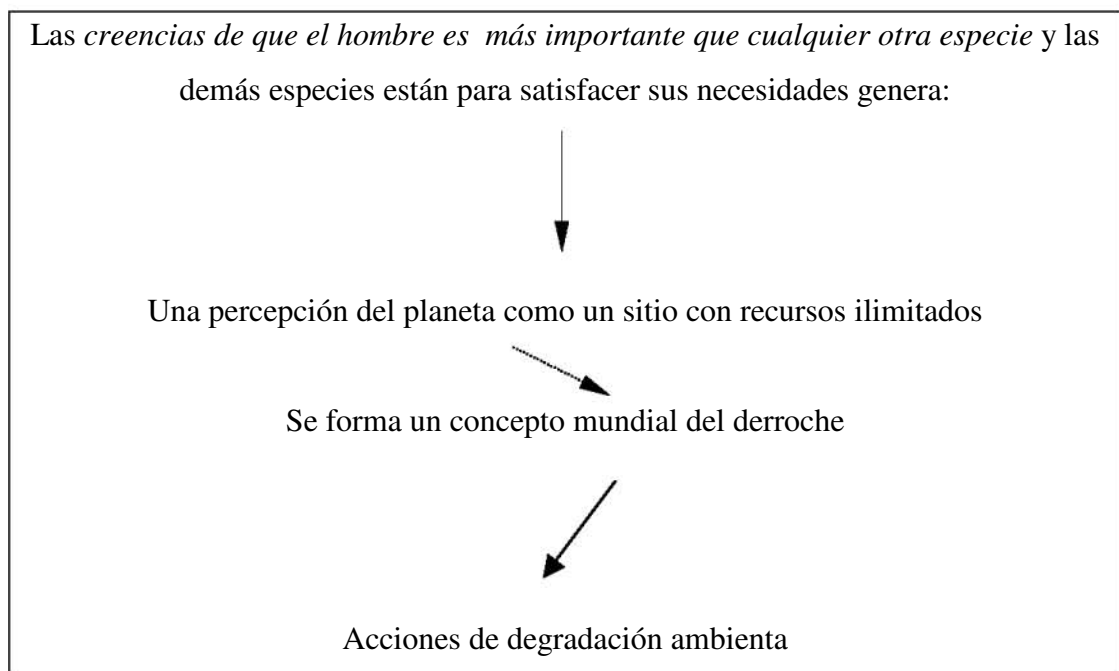 Las creencias de que el hombre es  más importante que cualquier otra especie y las
demás especies están para satisfacer sus necesidades genera:
Una percepción del planeta como un sitio con recursos ilimitados
Se forma un concepto mundial del derroche
Acciones de degradación ambienta